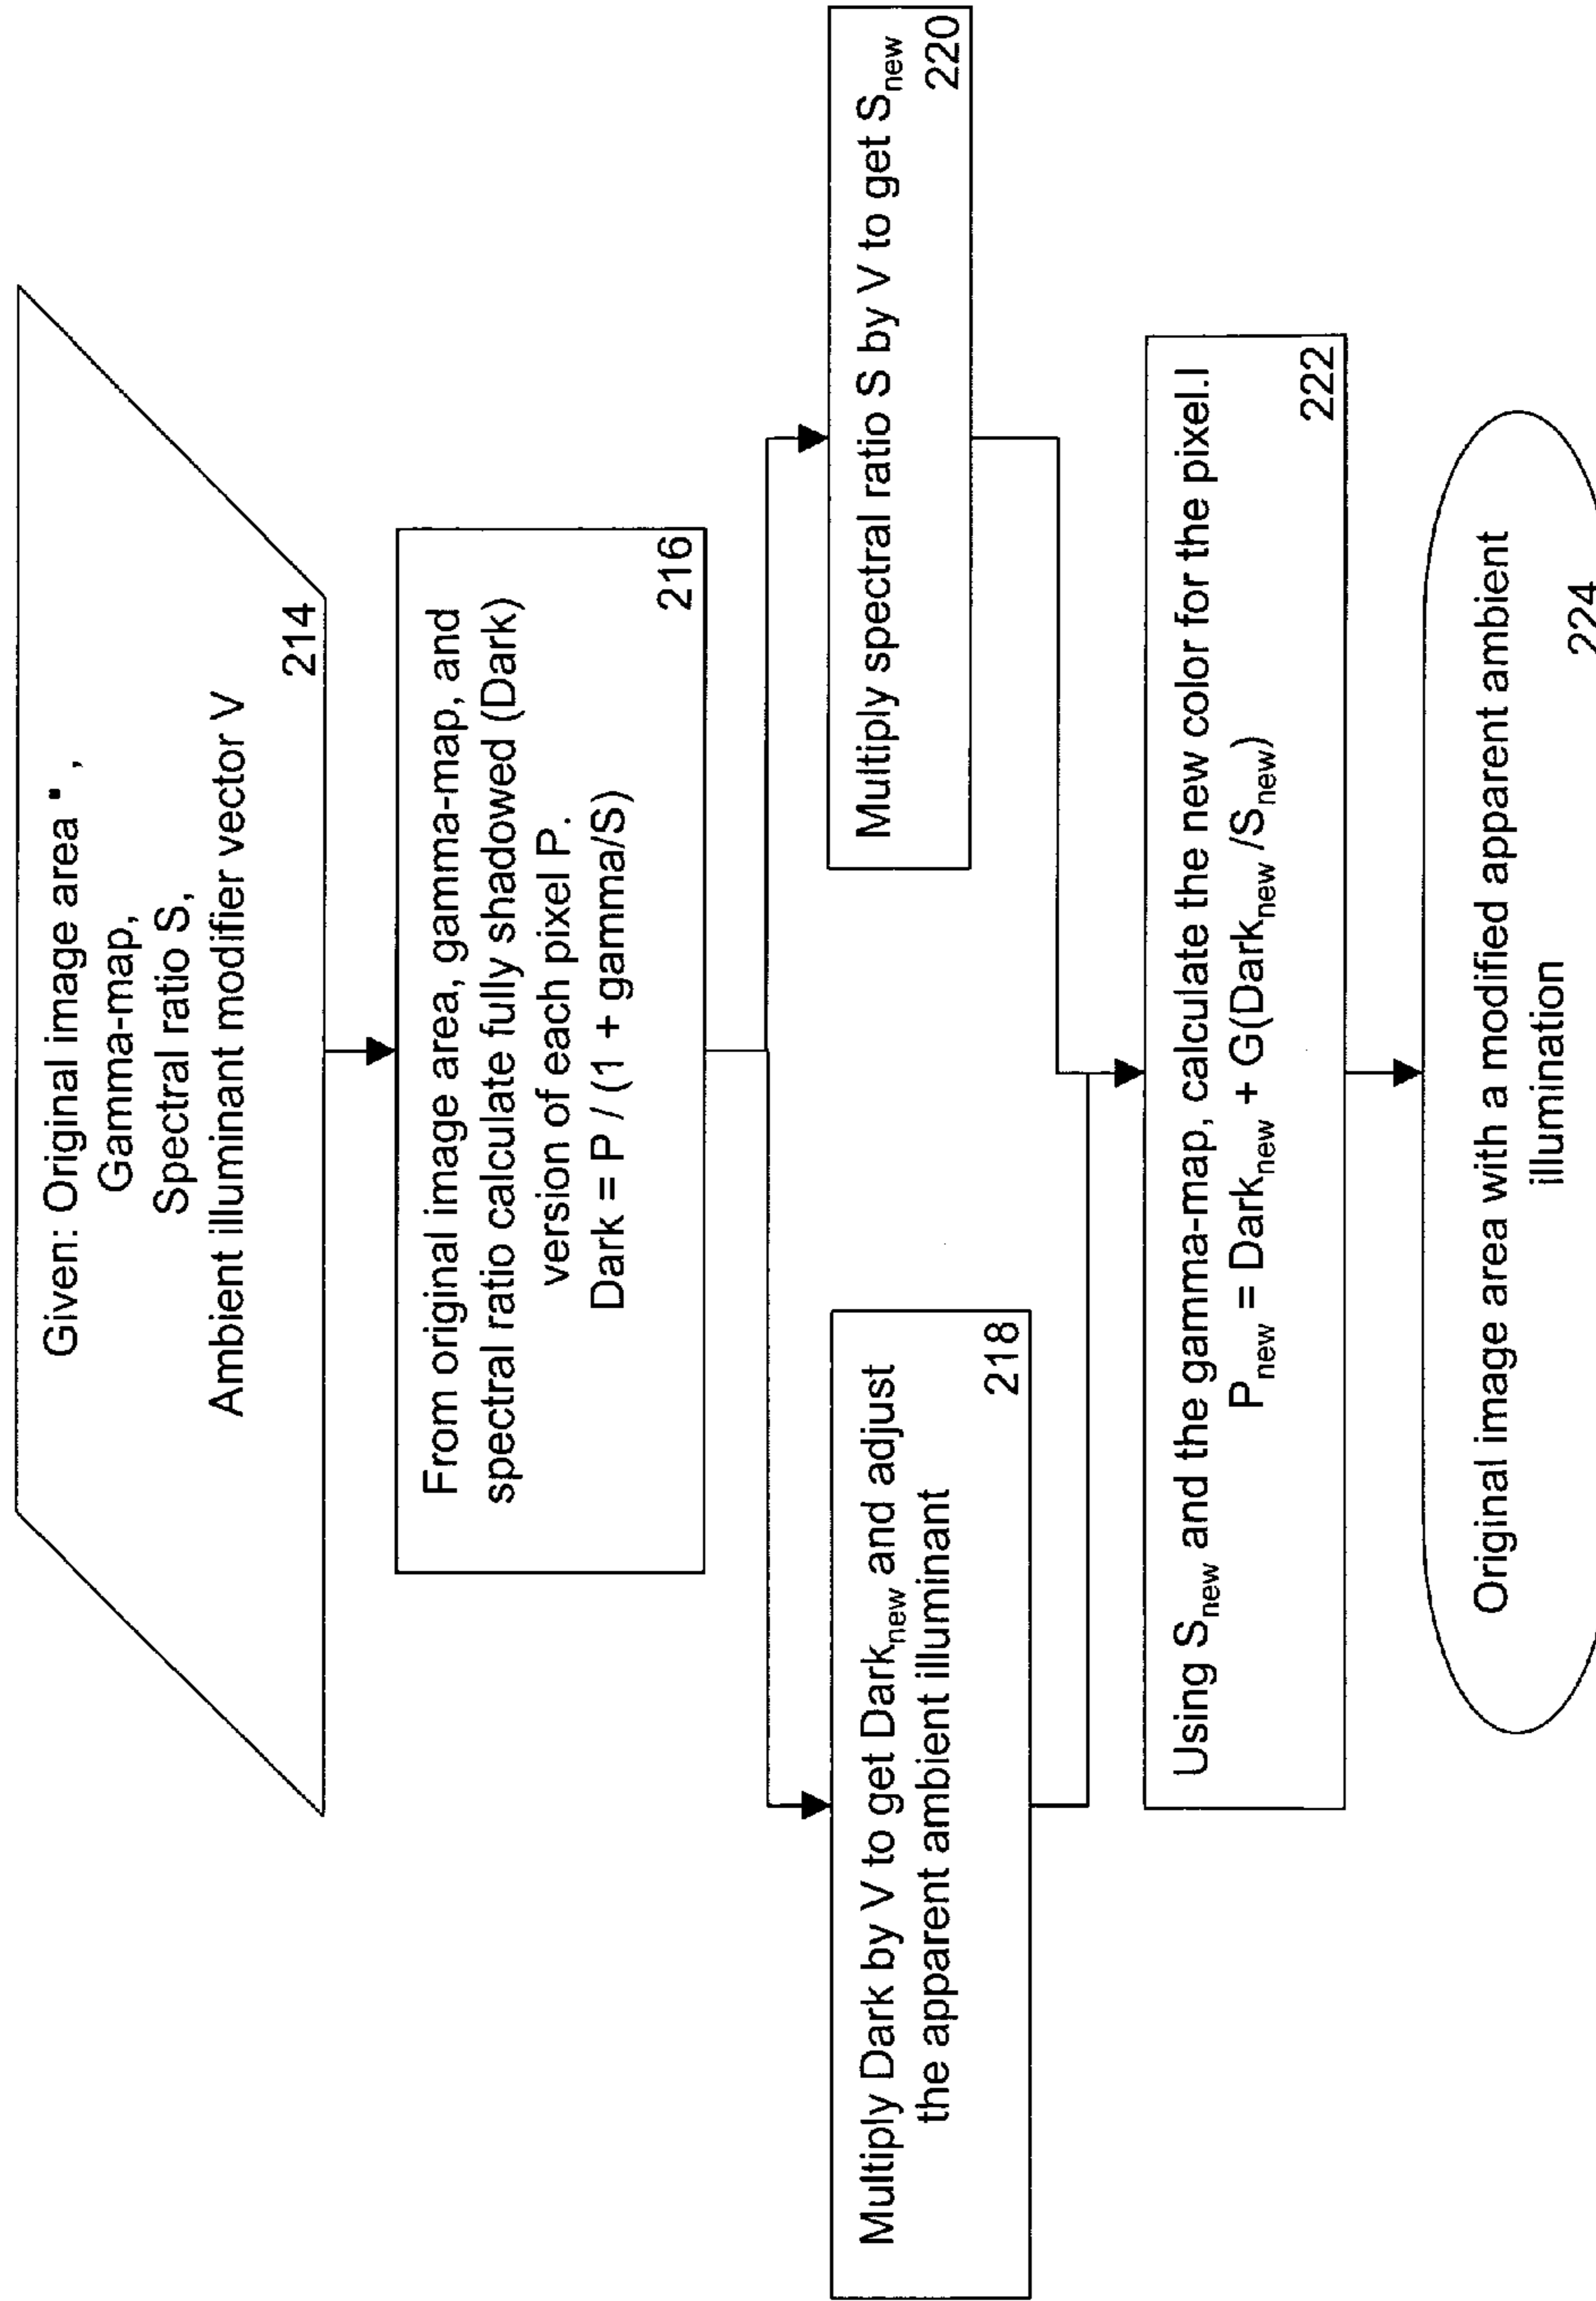 Given: Original image area " ,
Gamma-map,
Spectral ratio S,
Ambient illuminant modifier vector V
214
From original image area, gamma-map, and
spectral ratio calculate fully shadowed (Dark)
version of each pixel P.
Dark = P / (1 + gamma/S)
216
Multiply Dark by V to get Darknew and adjust
the apparent ambient illuminant
218
Multiply spectral ratio S by V to get Snew
220
Using Snew and the gamma-map, calculate the new color for the pixel.I
Pnew = Darknew + G(Darknew /Snew)
222
Original image area with a modified apparent ambient
illumination
224